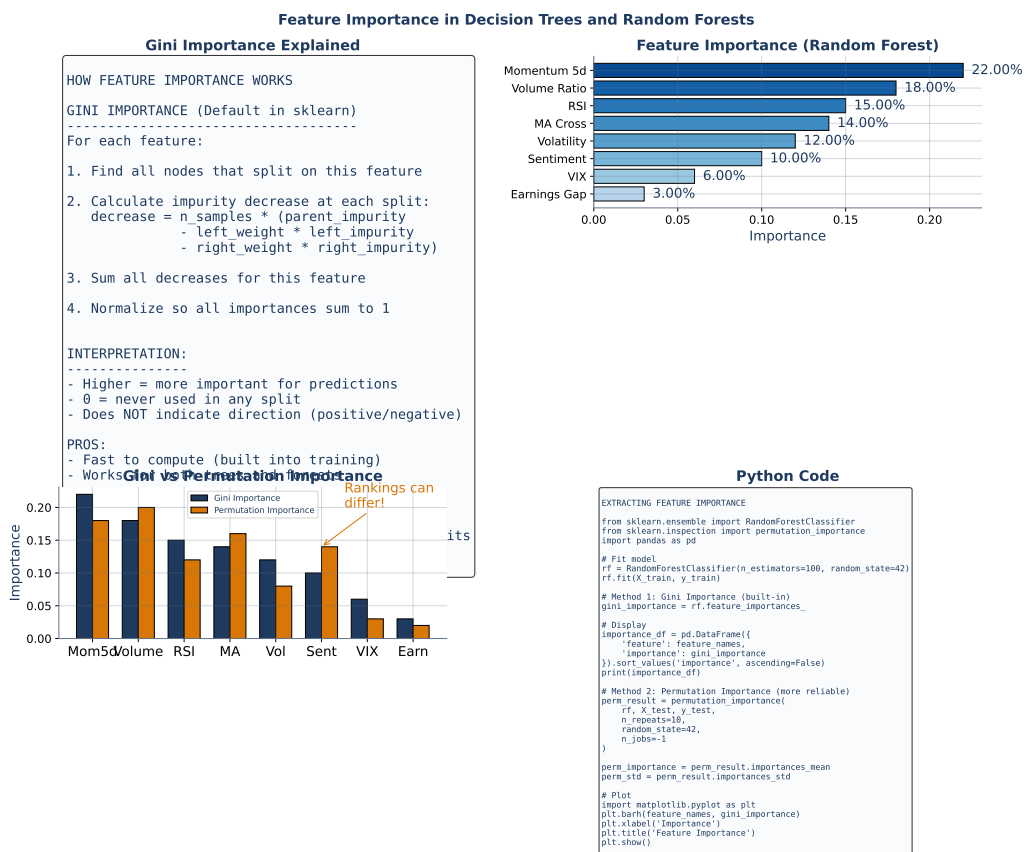 Feature Importance in Decision Trees and Random Forests
Gini Importance Explained
HOW FEATURE IMPORTANCE WORKS
GINI IMPORTANCE (Default in sklearn)
------------------------------------
For each feature:
1. Find all nodes that split on this feature
2. Calculate impurity decrease at each split:
decrease = n_samples * (parent_impurity
- left_weight * left_impurity
- right_weight * right_impurity)
3. Sum all decreases for this feature
4. Normalize so all importances sum to 1
INTERPRETATION:
---------------
- Higher = more important for predictions
- 0 = never used in any split
- Does NOT indicate direction (positive/negative)
PROS:
- Fast to compute (built into training)
- Works for both trees and forests
its
Feature Importance (Random Forest)
Momentum 5d
22.00%
Volume Ratio
18.00%
RSI
15.00%
MA Cross
14.00%
Volatility
12.00%
Sentiment
10.00%
VIX
6.00%
Earnings Gap
3.00%
0.00 0.05 0.10 0.15 0.20
Importance
Gini vs Permutation Importance
Rankings can
differ!
Gini Importance
Permutation Importance
Importance
0.20
0.15
0.10
0.05
0.00
Mom5d Volume RSI MA Vol Sent VIX Earn
Python Code
EXTRACTING FEATURE IMPORTANCE
from sklearn.ensemble import RandomForestClassifier
from sklearn.inspection import permutation_importance
import pandas as pd
# Fit model
rf = RandomForestClassifier(n_estimators=100, random_state=42)
rf.fit(X_train, y_train)
# Method 1: Gini Importance (built-in)
gini_importance = rf.feature_importances_
# Display
importance_df = pd.DataFrame({
'feature': feature_names,
'importance': gini_importance
}).sort_values('importance', ascending=False)
print(importance_df)
# Method 2: Permutation Importance (more reliable)
perm_result = permutation_importance(
rf, X_test, y_test,
n_repeats=10,
random_state=42,
n_jobs=-1
)
perm_importance = perm_result.importances_mean
perm_std = perm_result.importances_std
# Plot
import matplotlib.pyplot as plt
plt.barh(feature_names, gini_importance)
plt.xlabel('Importance')
plt.title('Feature Importance')
plt.show()